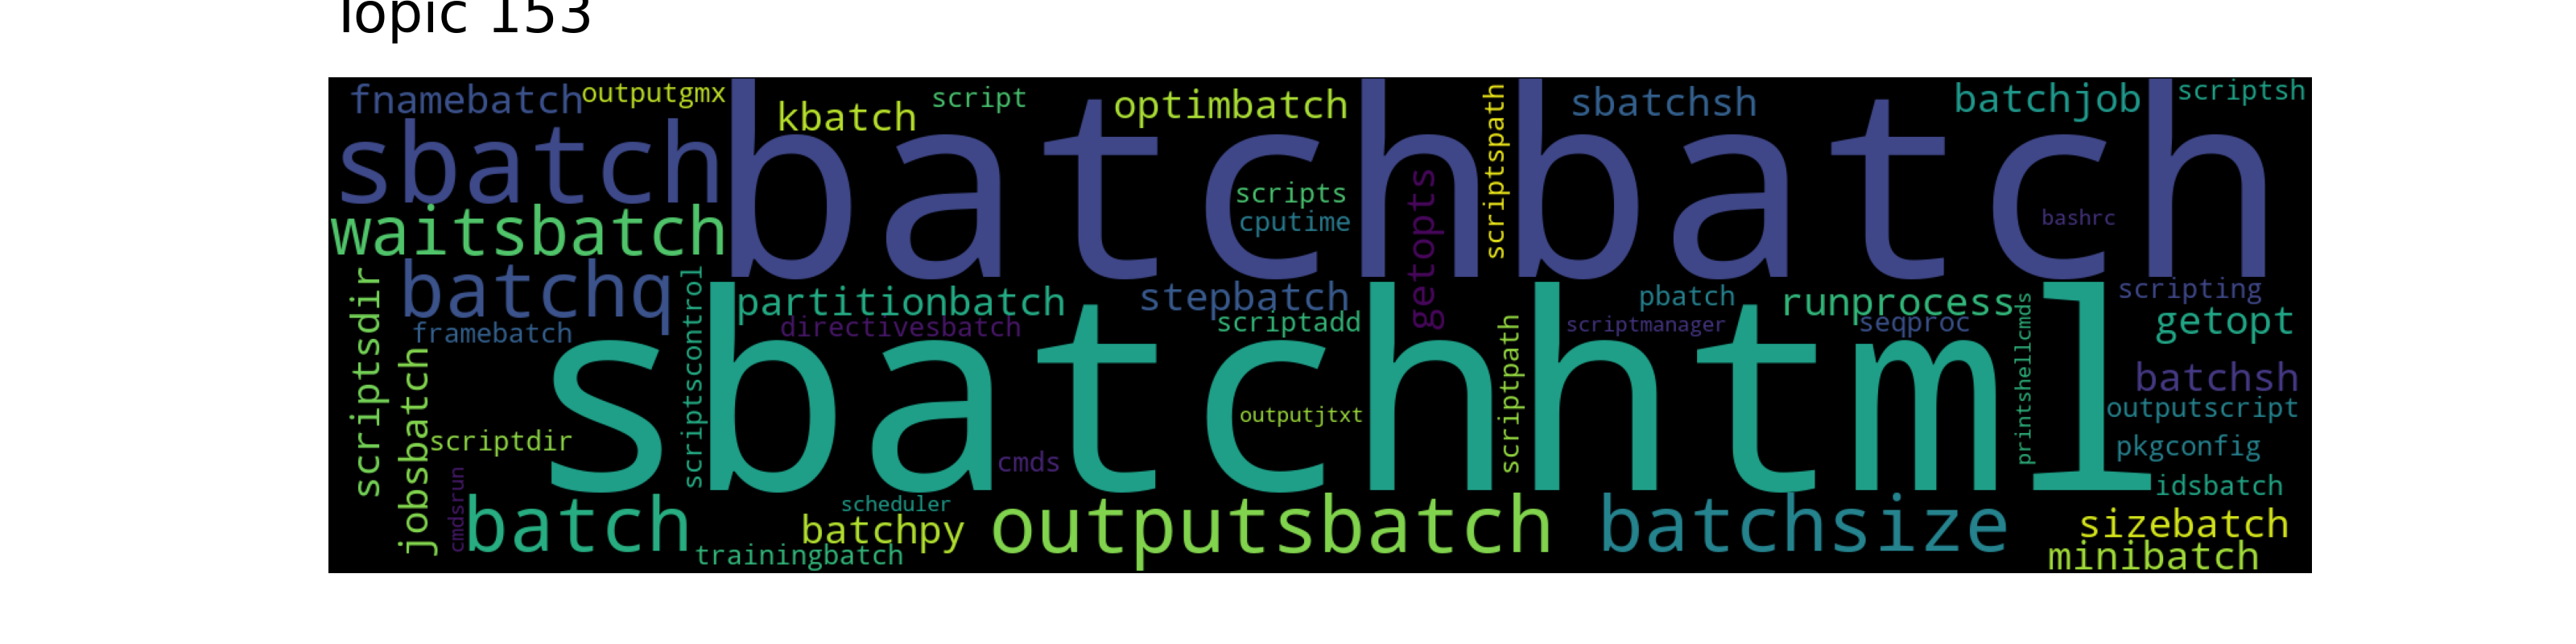 Topic 153
fnamebatch outputgmx kbatch script optimbatch scriptspath sbatchsh batchjob scriptsh
sbatch batch batch
scripts
cputime
getopts
bashrc
waitsbatch
batchq
framebatch
scriptsdir
jobsbatch
scriptscontrol
partitionbatch stepbatch pbatch runprocess scripting
directivesbatch scriptadd scriptmanager seqproc getopt
sbatchhtml
scriptpath
printshellcmds
batchsh
outputscript
outputjtxt
scriptdir
cmds
pkgconfig
cmdsrun
idsbatch
batch scheduler outputsbatch batchsize
batchpy sizebatch
trainingbatch minibatch